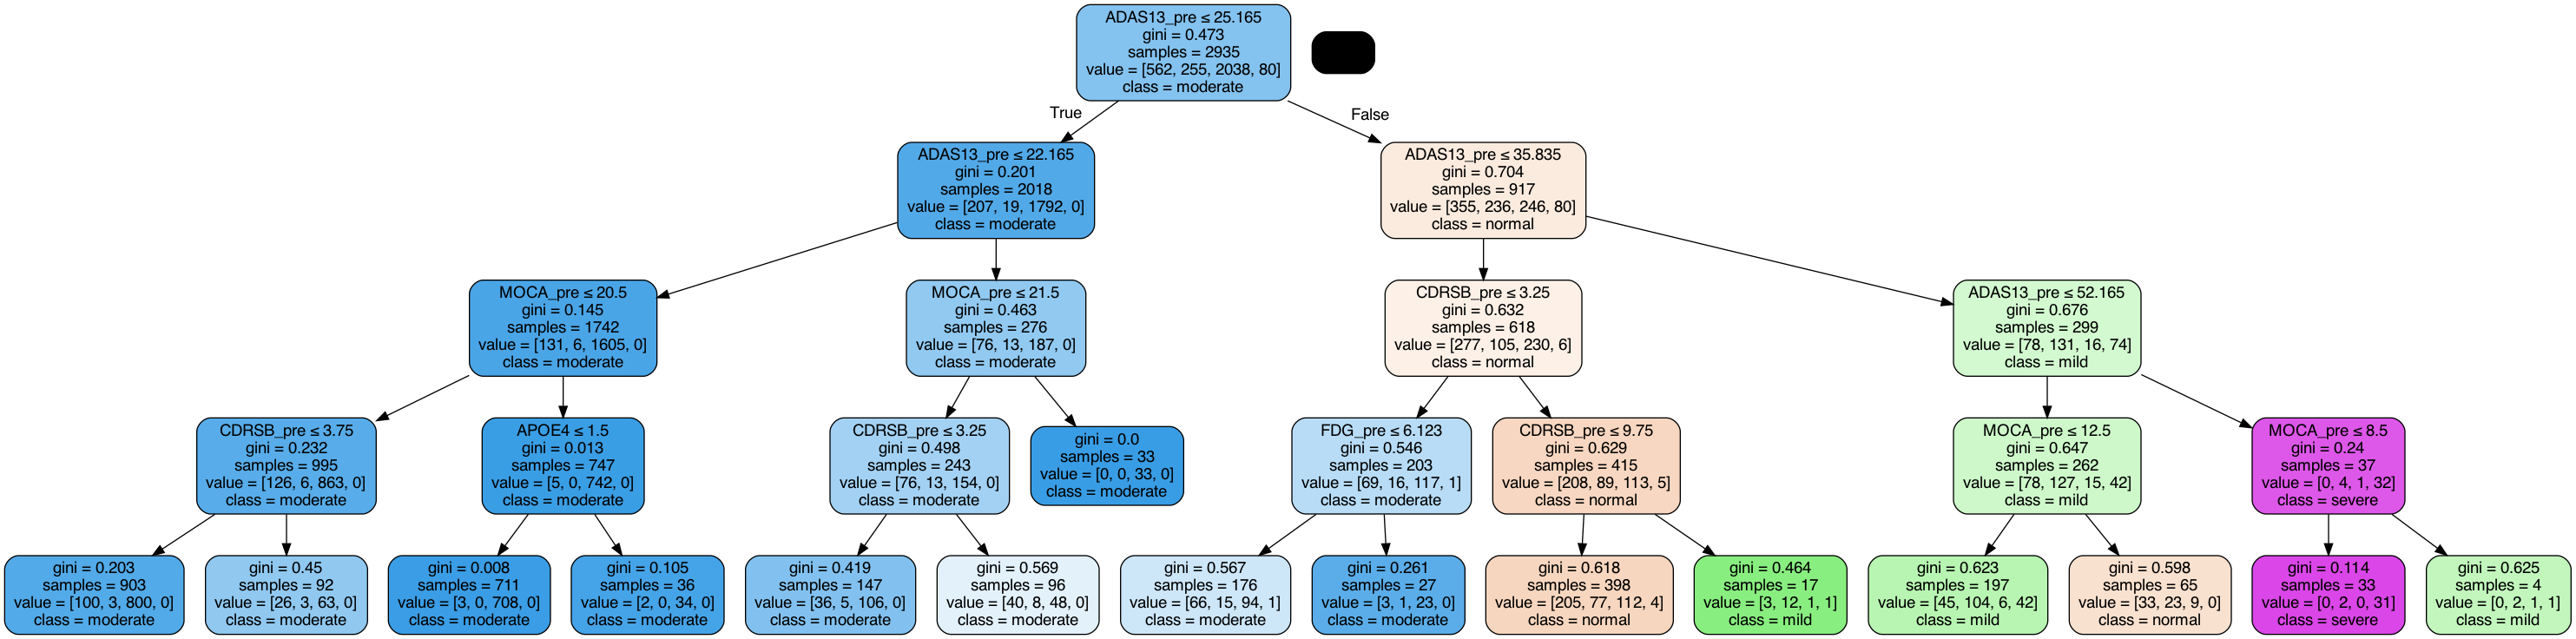 ADAS13_pre ≤ 25.165
gini = 0.473
samples = 2935
value = [562, 255, 2038, 80]
class = moderate
True
False
ADAS13_pre ≤ 22.165
gini = 0.201
samples = 2018
value = [207, 19, 1792, 0]
class = moderate
ADAS13_pre ≤ 35.835
gini = 0.704
samples = 917
value = [355, 236, 246, 80]
class = normal
MOCA_pre ≤ 20.5
gini = 0.145
samples = 1742
value = [131, 6, 1605, 0]
class = moderate
MOCA_pre ≤ 21.5
gini = 0.463
samples = 276
value = [76, 13, 187, 0]
class = moderate
CDRSB_pre ≤ 3.25
gini = 0.632
samples = 618
value = [277, 105, 230, 6]
class = normal
ADAS13_pre ≤ 52.165
gini = 0.676
samples = 299
value = [78, 131, 16, 74]
class = mild
CDRSB_pre ≤ 3.75
gini = 0.232
samples = 995
value = [126, 6, 863, 0]
class = moderate
APOE4 ≤ 1.5
gini = 0.013
samples = 747
value = [5, 0, 742, 0]
class = moderate
CDRSB_pre ≤ 3.25
gini = 0.498
samples = 243
value = [76, 13, 154, 0]
class = moderate
gini = 0.0
samples = 33
value = [0, 0, 33, 0]
class = moderate
FDG_pre ≤ 6.123
gini = 0.546
samples = 203
value = [69, 16, 117, 1]
class = moderate
CDRSB_pre ≤ 9.75
gini = 0.629
samples = 415
value = [208, 89, 113, 5]
class = normal
MOCA_pre ≤ 12.5
gini = 0.647
samples = 262
value = [78, 127, 15, 42]
class = mild
MOCA_pre ≤ 8.5
gini = 0.24
samples = 37
value = [0, 4, 1, 32]
class = severe
gini = 0.203
samples = 903
value = [100, 3, 800, 0]
class = moderate
gini = 0.45
samples = 92
value = [26, 3, 63, 0]
class = moderate
gini = 0.008
samples = 711
value = [3, 0, 708, 0]
class = moderate
gini = 0.105
samples = 36
value = [2, 0, 34, 0]
class = moderate
gini = 0.419
samples = 147
value = [36, 5, 106, 0]
class = moderate
gini = 0.569
samples = 96
value = [40, 8, 48, 0]
class = moderate
gini = 0.567
samples = 176
value = [66, 15, 94, 1]
class = moderate
gini = 0.261
samples = 27
value = [3, 1, 23, 0]
class = moderate
gini = 0.618
samples = 398
value = [205, 77, 112, 4]
class = normal
gini = 0.464
samples = 17
value = [3, 12, 1, 1]
class = mild
gini = 0.623
samples = 197
value = [45, 104, 6, 42]
class = mild
gini = 0.598
samples = 65
value = [33, 23, 9, 0]
class = normal
gini = 0.114
samples = 33
value = [0, 2, 0, 31]
class = severe
gini = 0.625
samples = 4
value = [0, 2, 1, 1]
class = mild